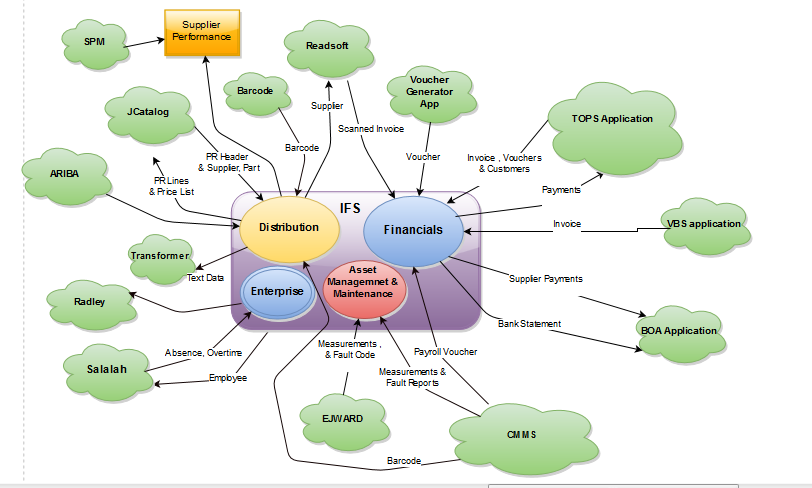 Supplier
Performance
SPM
Readsoft
Voucher
Generator
App
Barcode
JCatalog
Supplier
TOPS Application
Scanned Invoice
Barcode
PR Header
& Supplier, Part
Voucher
Invoice , Vouchers
& Customers
ARIBA
PR Lines
& Price List
Payments
IFS
Distribution
Financials
Invoice
VBS application
Transformer
Text Data
Asset
Managemnet &
Maintenance
Supplier Payments
Enterprise
Radley
Bank Statement
BOA Application
Measurements ,
& Fault Code
Absence, Overtime
Payroll Voucher
Salalah
Employee
Measurements &
Fault Reports
EJWARD
CMMS
Barcode